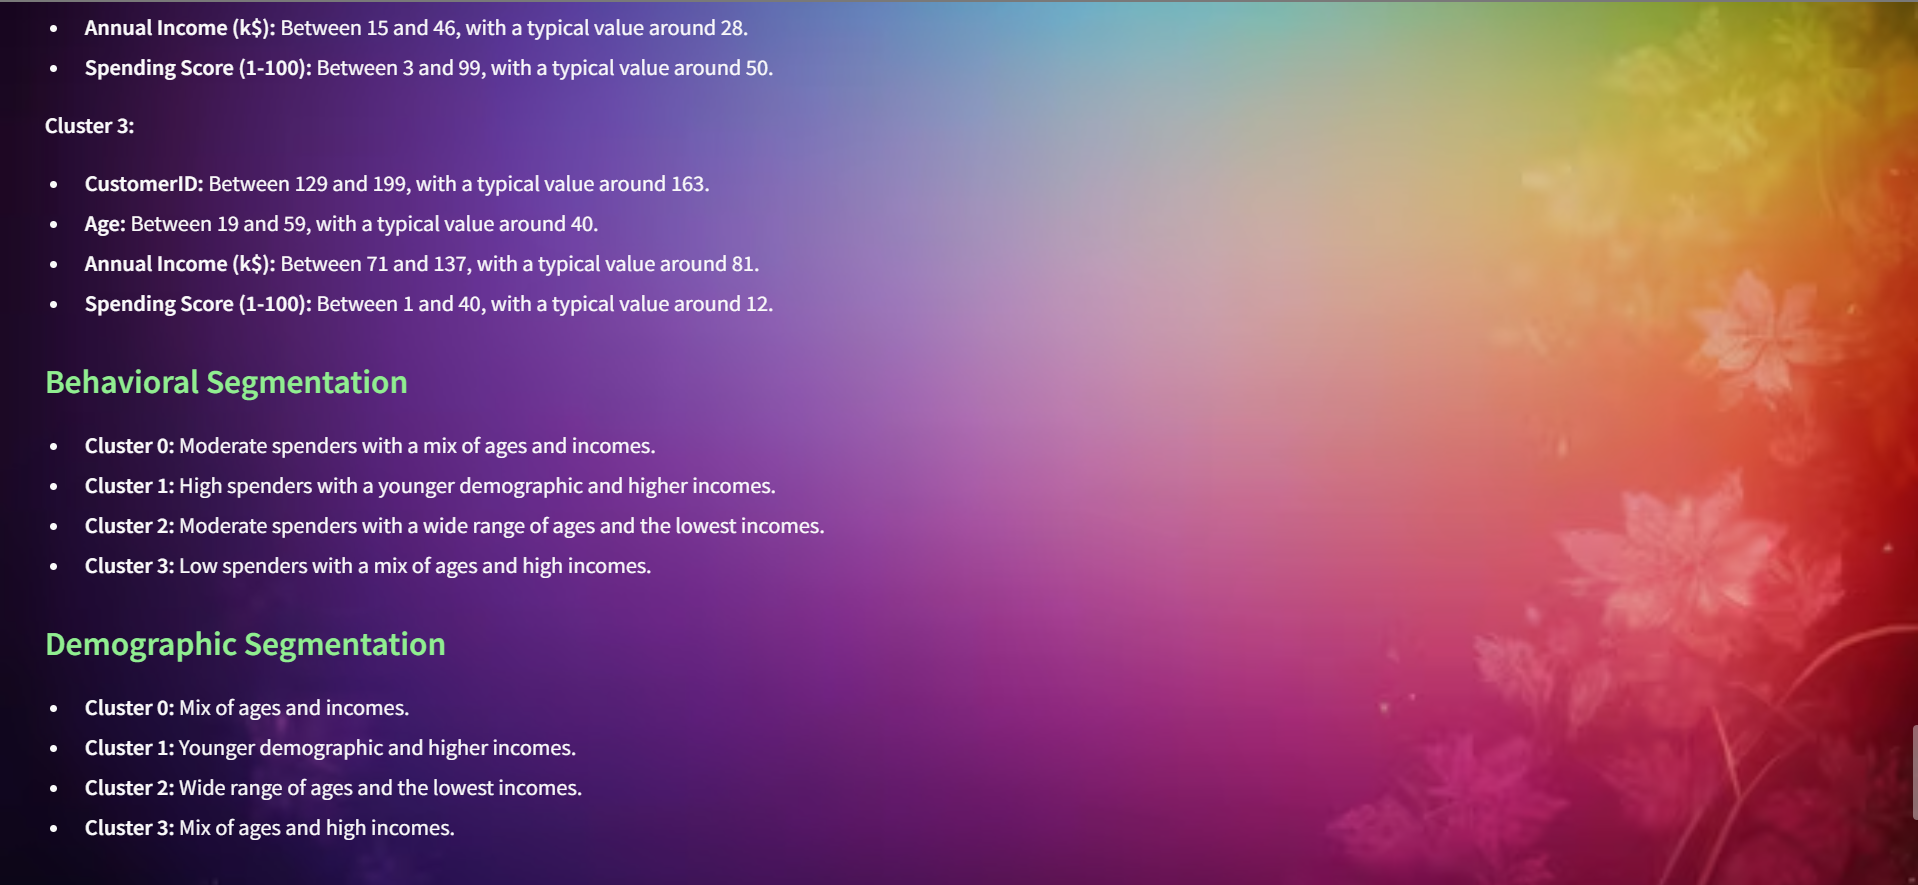 • Annual Income (k$): Between 15 and 46, with a typical value around 28.
• Spending Score (1-100): Between 3 and 99, with a typical value around 50.
Cluster 3:
• CustomerID: Between 129 and 199, with a typical value around 163.
• Age: Between 19 and 59, with a typical value around 40.
• Annual Income (k$): Between 71 and 137, with a typical value around 81.
• Spending Score (1-100): Between 1 and 40, with a typical value around 12.
Behavioral Segmentation
• Cluster 0: Moderate spenders with a mix of ages and incomes.
• Cluster 1: High spenders with a younger demographic and higher incomes.
• Cluster 2: Moderate spenders with a wide range of ages and the lowest incomes.
• Cluster 3: Low spenders with a mix of ages and high incomes.
Demographic Segmentation
• Cluster 0: Mix of ages and incomes.
• Cluster 1: Younger demographic and higher incomes.
• Cluster 2: Wide range of ages and the lowest incomes.
• Cluster 3: Mix of ages and high incomes.